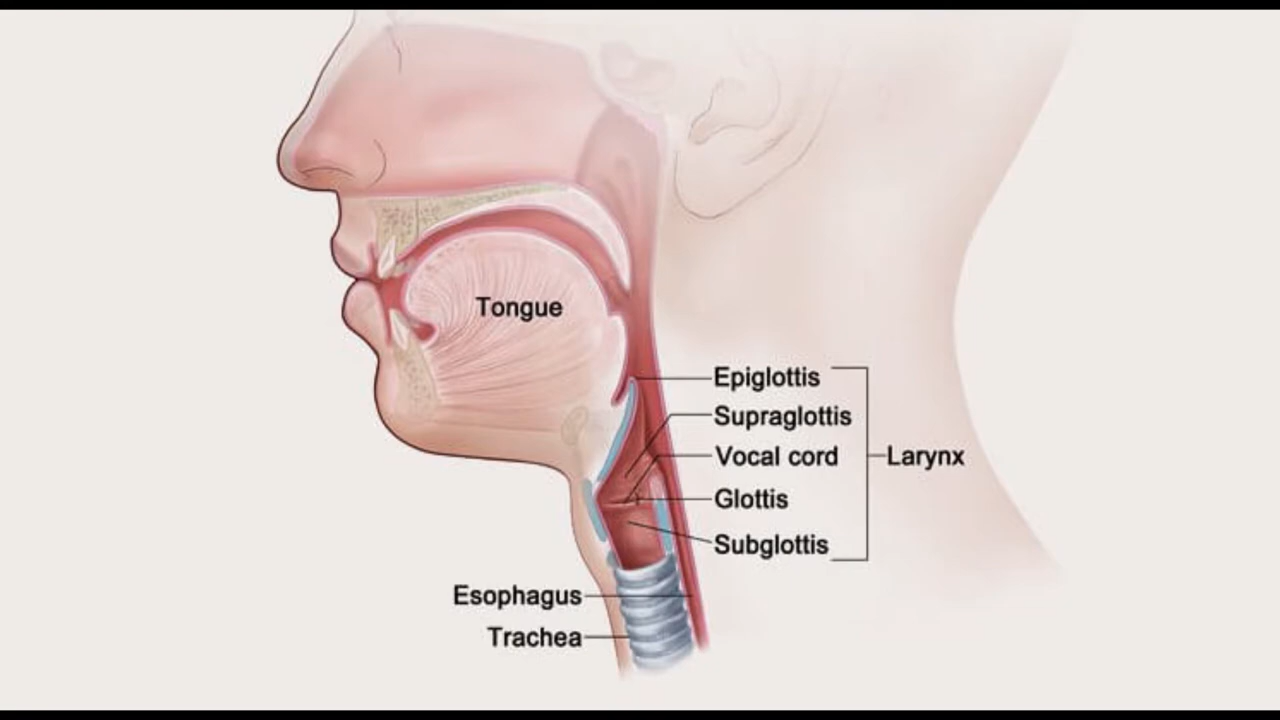 Tongue
Epiglottis
Supraglottis
Vocal cord
Larynx
Glottis
Subglottis
Esophagus
Trachea